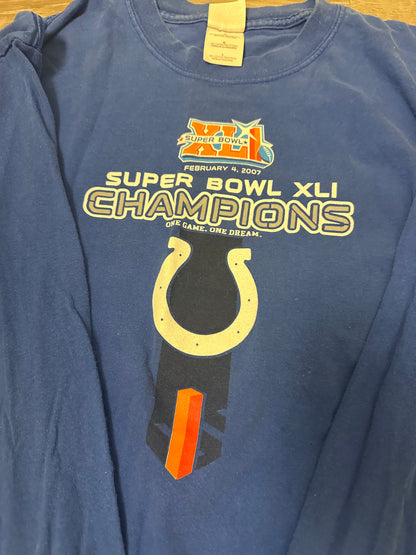 XLI
SUPER BOWL
FEBRUARY 4, 2007
SUPER BOWL XLI
CHAMPIONS
ONE GAME. ONE DREAM.